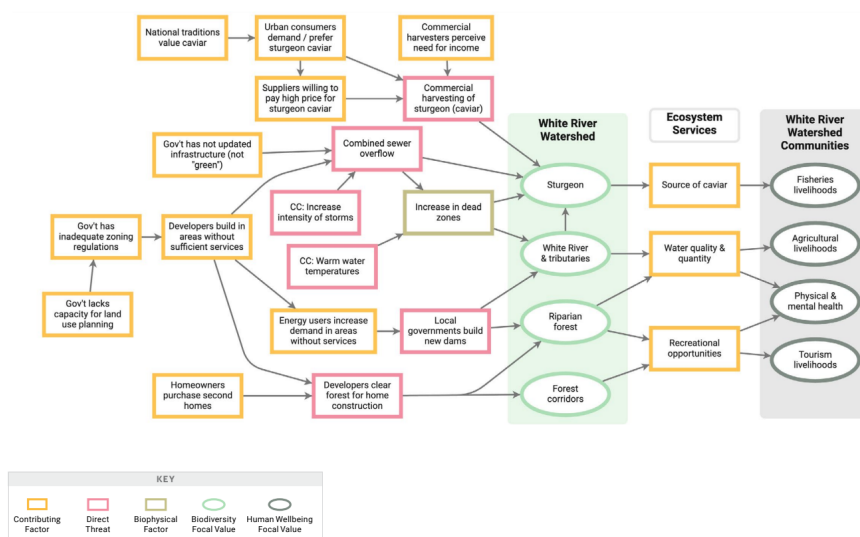 National traditions
value caviar
Urban consumers
demand / prefer
sturgeon caviar
Commercial
harvesters perceive
need for income
Suppliers willing to
pay high price for
sturgeon caviar
Commercial
harvesting of
sturgeon (caviar)
White River
Watershed
Ecosystem
Services
White River
Watershed
Communities
Gov't has not updated
infrastructure (not
"green")
Combined sewer
overflow
Sturgeon
Source of caviar
Fisheries
livelihoods
CC: Increase
intensity of storms
Increase in dead
zones
Gov't has
inadequate zoning
regulations
Developers build in
areas without
sufficient services
CC: Warm water
temperatures
White River
& tributaries
Water quality &
quantity
Agricultural
livelihoods
Gov't lacks
capacity for land
use planning
Energy users increase
demand in areas
without services
Local
governments build
new dams
Riparian
forest
Physical &
mental health
Recreational
opportunities
Tourism
livelihoods
Homeowners
purchase second
homes
Developers clear
forest for home
construction
Forest
corridors
KEY
Contributing
Factor
Direct
Threat
Biophysical
Factor
Biodiversity
Focal Value
Human Wellbeing
Focal Value